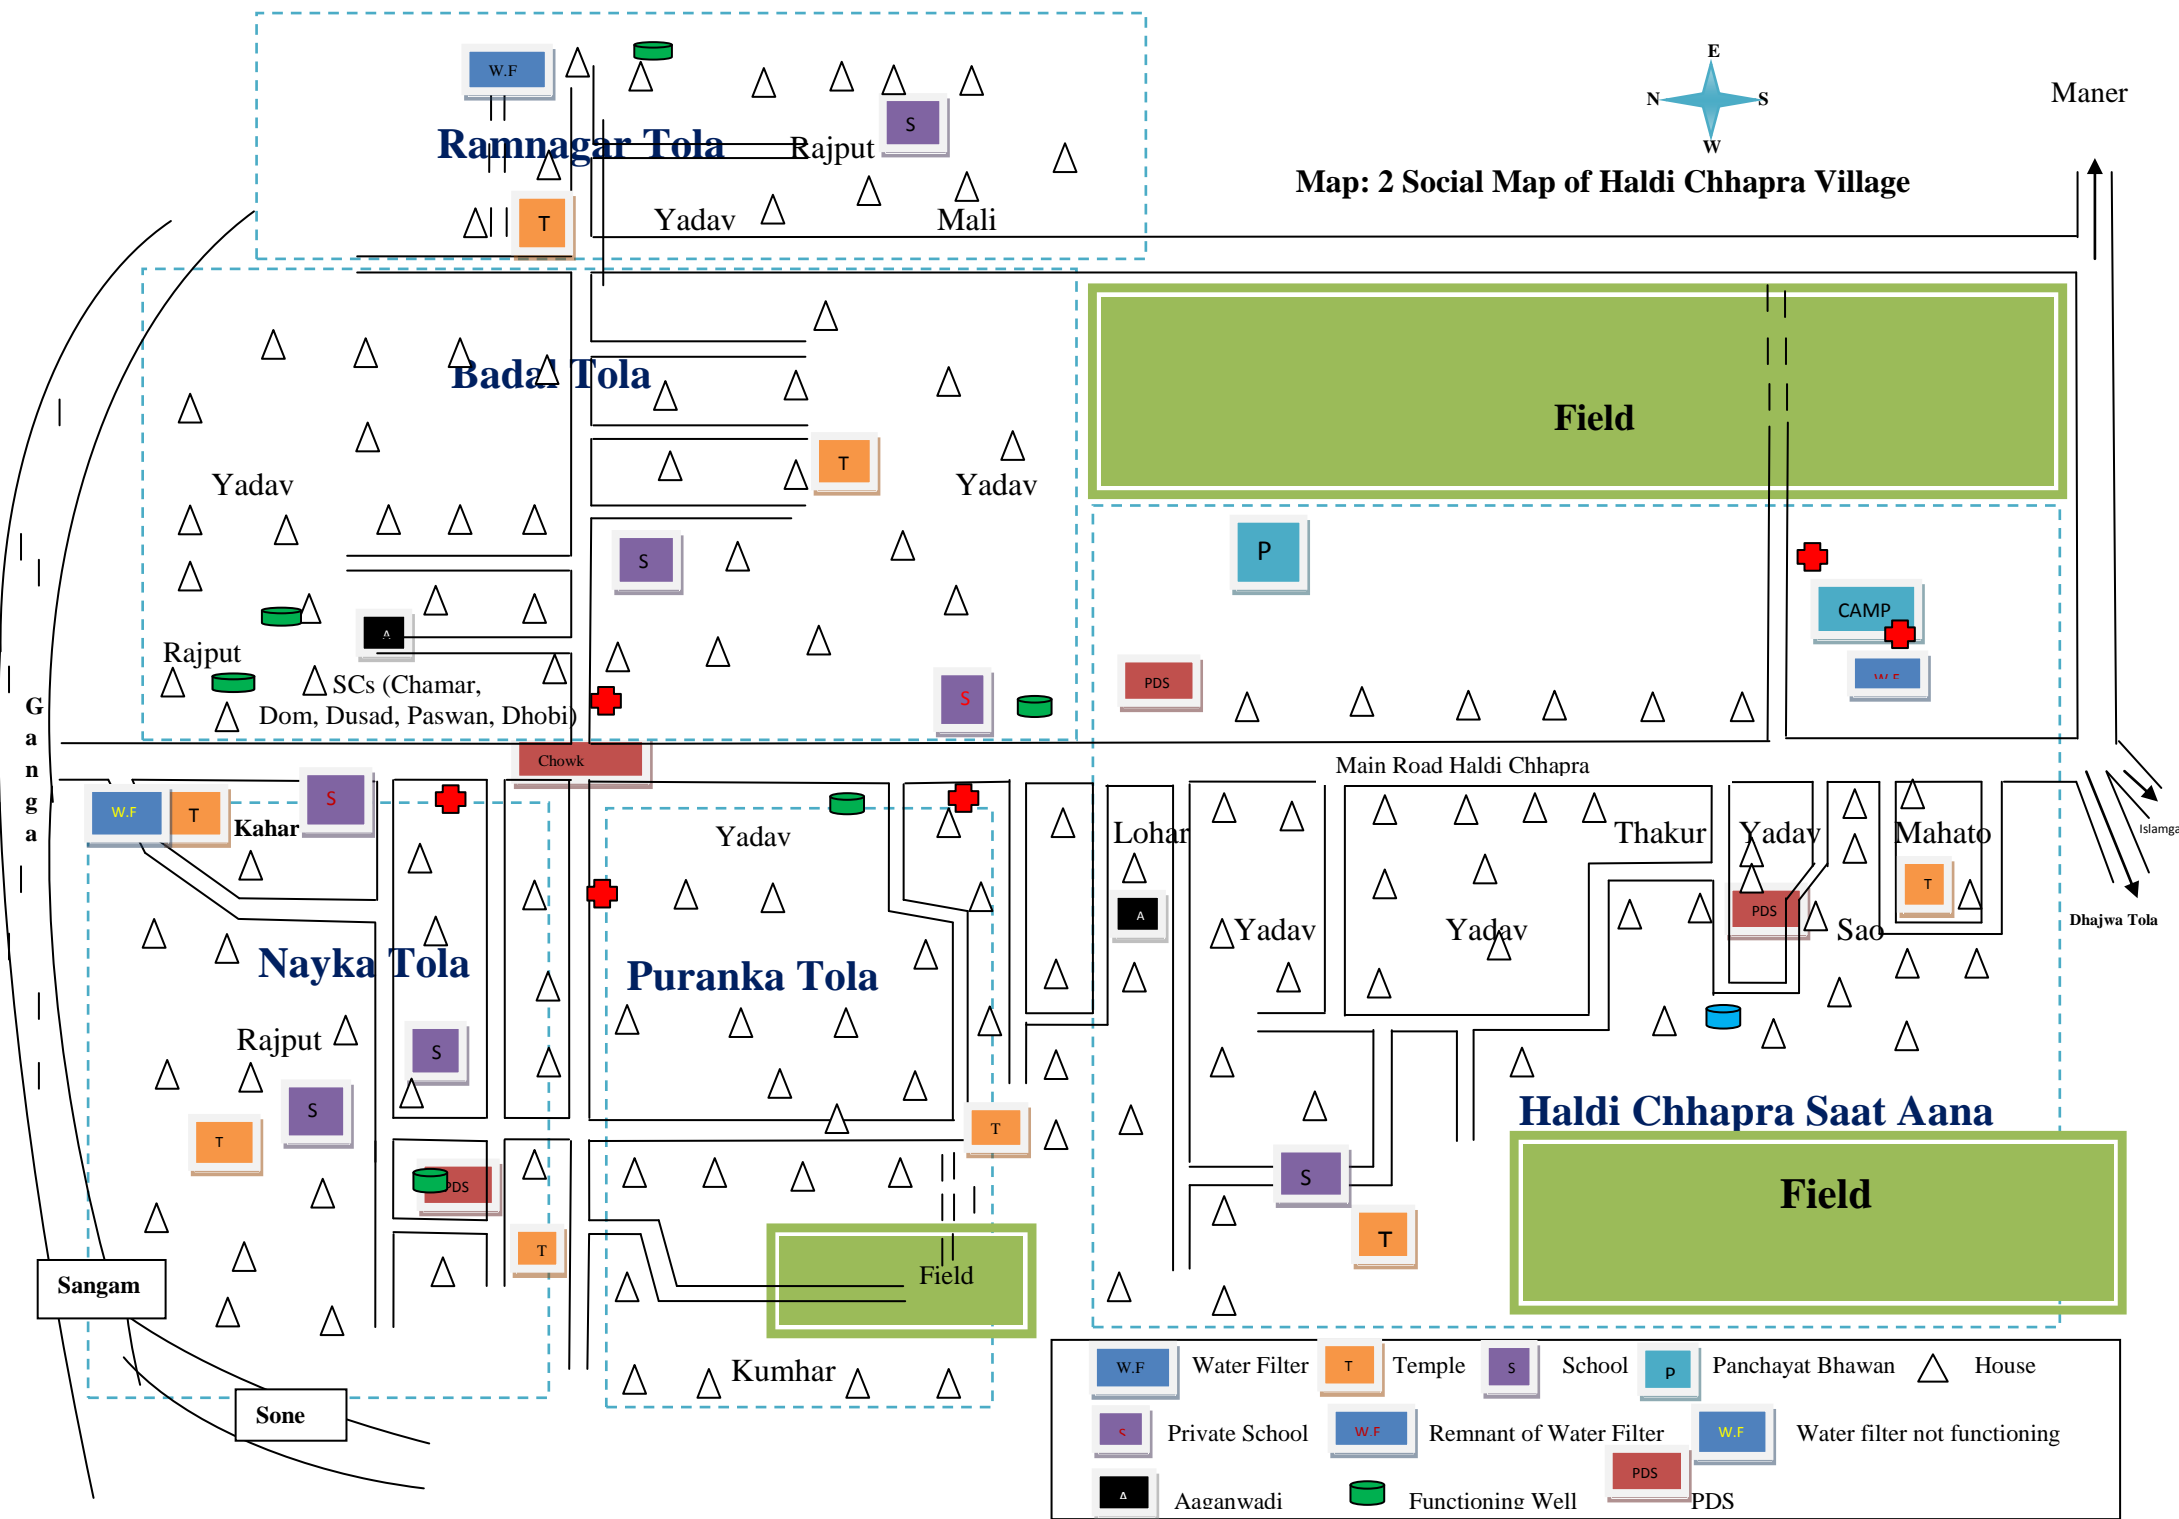 E
N
S
W
Maner
Map: 2 Social Map of Haldi Chhapra Village
W.F
S
Ramnagar Tola
Rajput
T
Yadav
Mali
Badal Tola
Field
T
Yadav
Yadav
S
P
CAMP
A
Rajput
SCs (Chamar,
Dom, Dusad, Paswan, Dhobi)
S
PDS
W.F
Ganga
Chowk
Main Road Haldi Chhapra
W.F
T
Kahar
S
Yadav
Lohar
Thakur
Yadav
Mahato
Islamga
T
A
PDS
Dhajwa Tola
Yadav
Yadav
Sao
Nayka Tola
Puranka Tola
Rajput
S
S
T
T
Haldi Chhapra Saat Aana
PDS
S
Field
T
T
Field
Sangam
Kumhar
Sone
W.F Water Filter T Temple S School P Panchayat Bhawan House
S Private School W.F Remnant of Water Filter W.F Water filter not functioning
A Aaganwadi Functioning Well PDS PDS